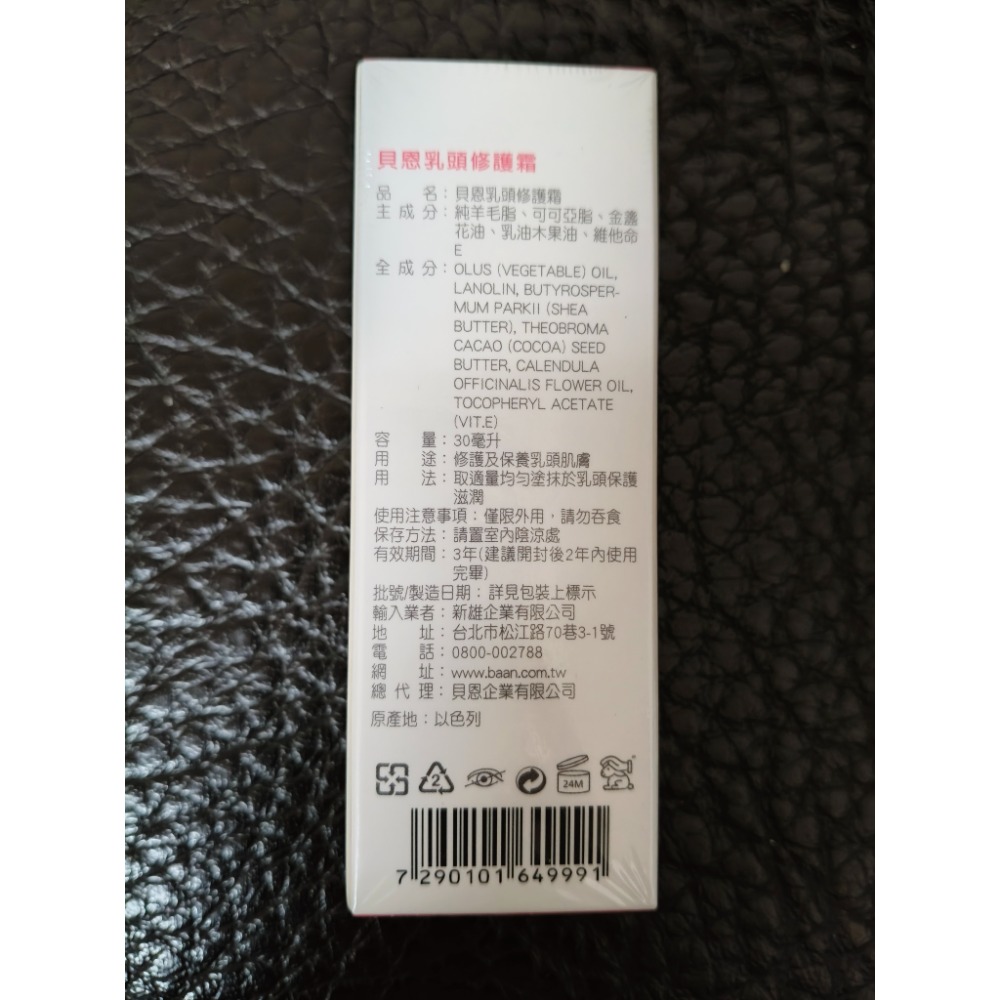 貝恩乳頭修護霜
品　　名：貝恩乳頭修護霜
主 成 分：純羊毛脂、可可亞脂、金盞
花油、乳油木果油、維他命
E
全 成 分：OLUS (VEGETABLE) OIL,
LANOLIN, BUTYROSPER-
MUM PARKII (SHEA
BUTTER), THEOBROMA
CACAO (COCOA) SEED
BUTTER, CALENDULA
OFFICINALIS FLOWER OIL,
TOCOPHERYL ACETATE
(VIT.E)
容　　量：30毫升
用　　途：修護及保養乳頭肌膚
用　　法：取適量均勻塗抹於乳頭保護
滋潤
使用注意事項：僅限外用，請勿吞食
保存方法：請置室內陰涼處
有效期間：3年(建議開封後2年內使用
完畢)
批號/製造日期：詳見包裝上標示
輸入業者：新雄企業有限公司
地　　址：台北市松江路70巷3-1號
電　　話：0800-002788
網　　址：www.baan.com.tw
總 代 理：貝恩企業有限公司
原產地：以色列
2 24M
7 290101 649991